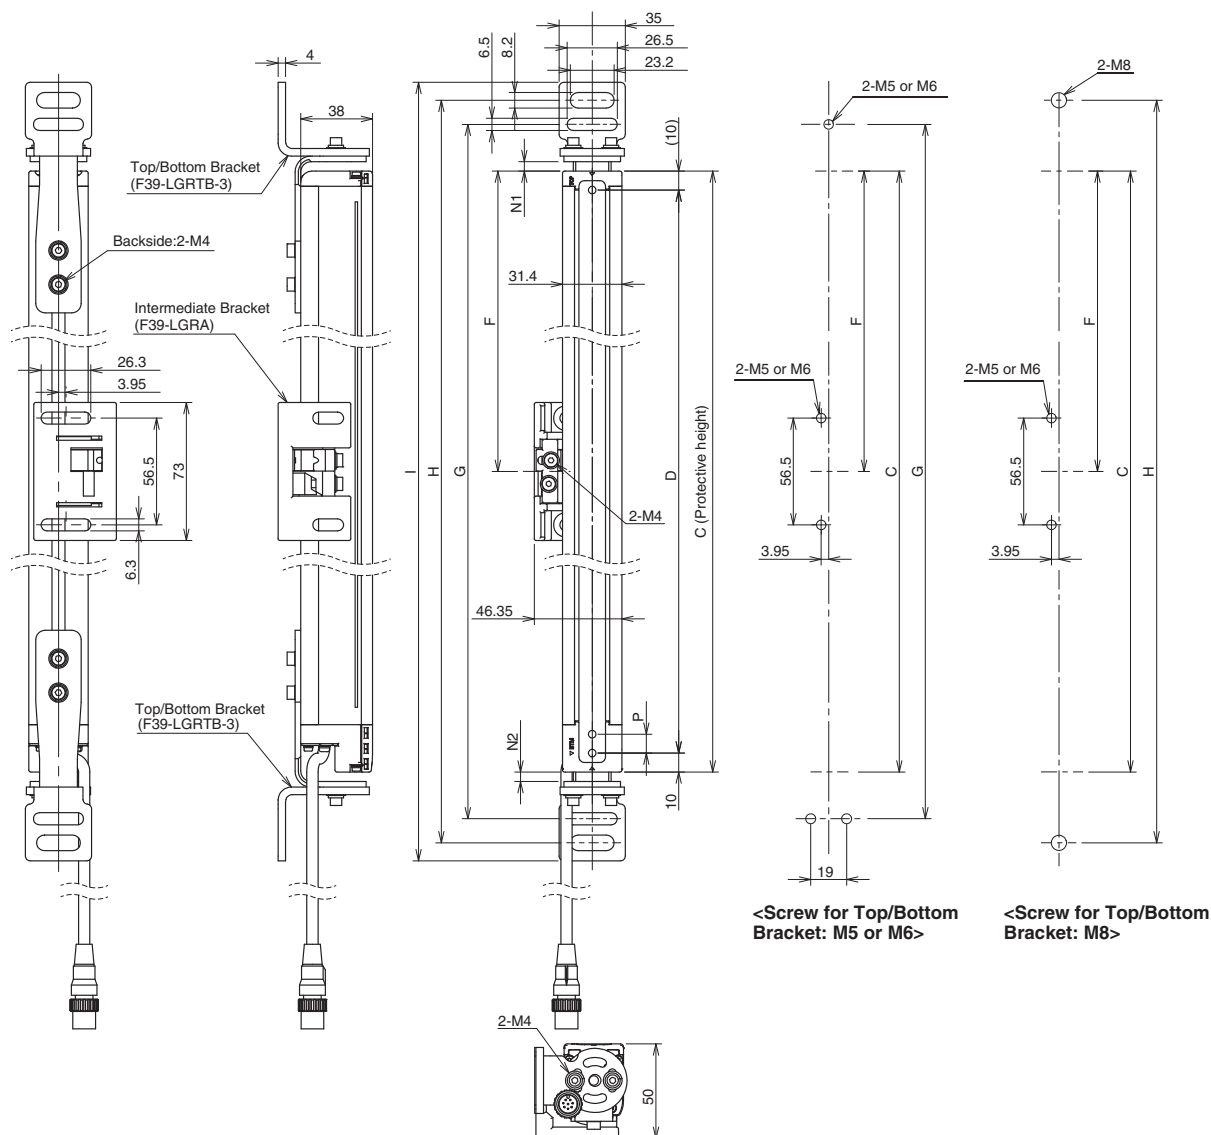 35
26.5
23.2
6.5
8.2
4
38
(10)
2-M5 or M6
2-M8
Top/Bottom Bracket
(F39-LGRTB-3)
N1
TOP
Backside:2-M4
31.4
Intermediate Bracket
(F39-LGRA)
F
F
F
26.3
3.95
2-M5 or M6
2-M5 or M6
56.5
73
I
H
G
D
C (Protective height)
56.5
C
G
56.5
C
H
2-M4
6.3
3.95
3.95
46.35
Top/Bottom Bracket
(F39-LGRTB-3)
N2
P
▽BTM
10
19
<Screw for Top/Bottom
Bracket: M5 or M6>
<Screw for Top/Bottom
Bracket: M8>
2-M4
50